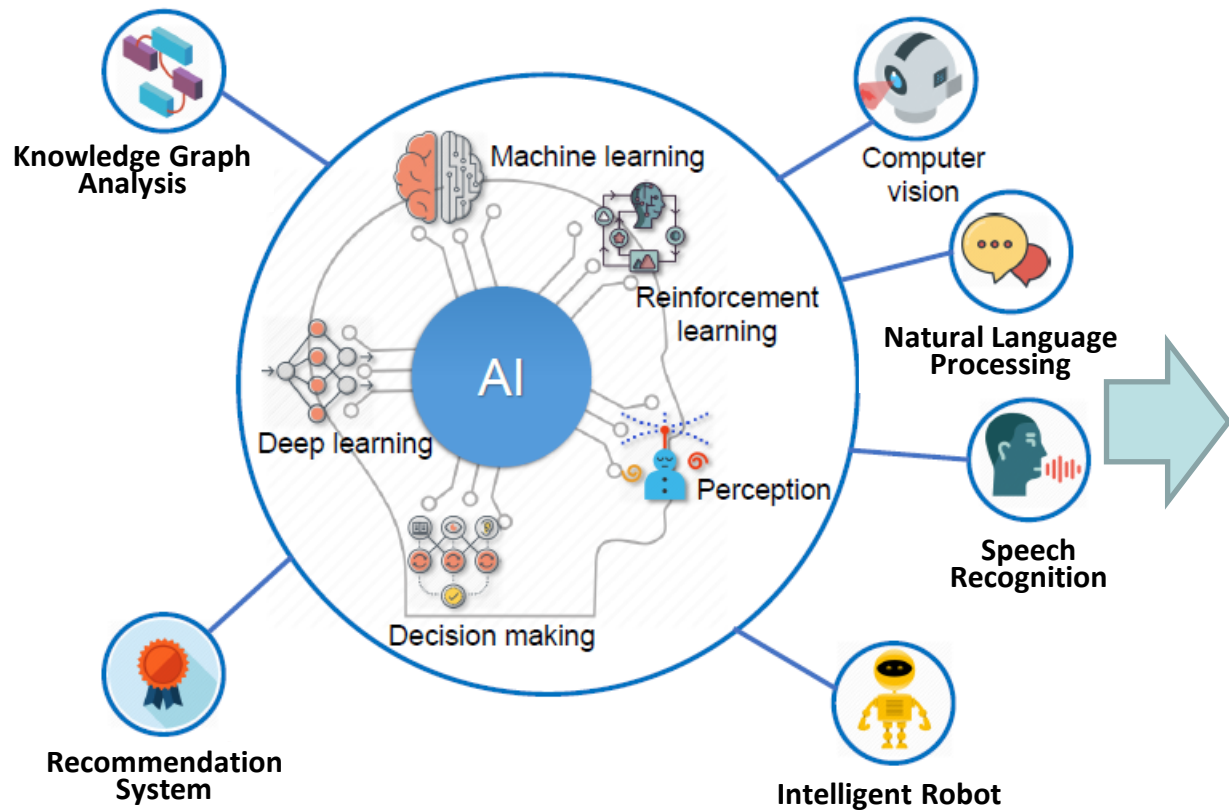 Knowledge Graph
Analysis
Machine learning
Computer
vision
Reinforcement
learning
Natural Language
Processing
AI
Deep learning
Perception
Speech
Recognition
Decision making
Recommendation
System
Intelligent Robot